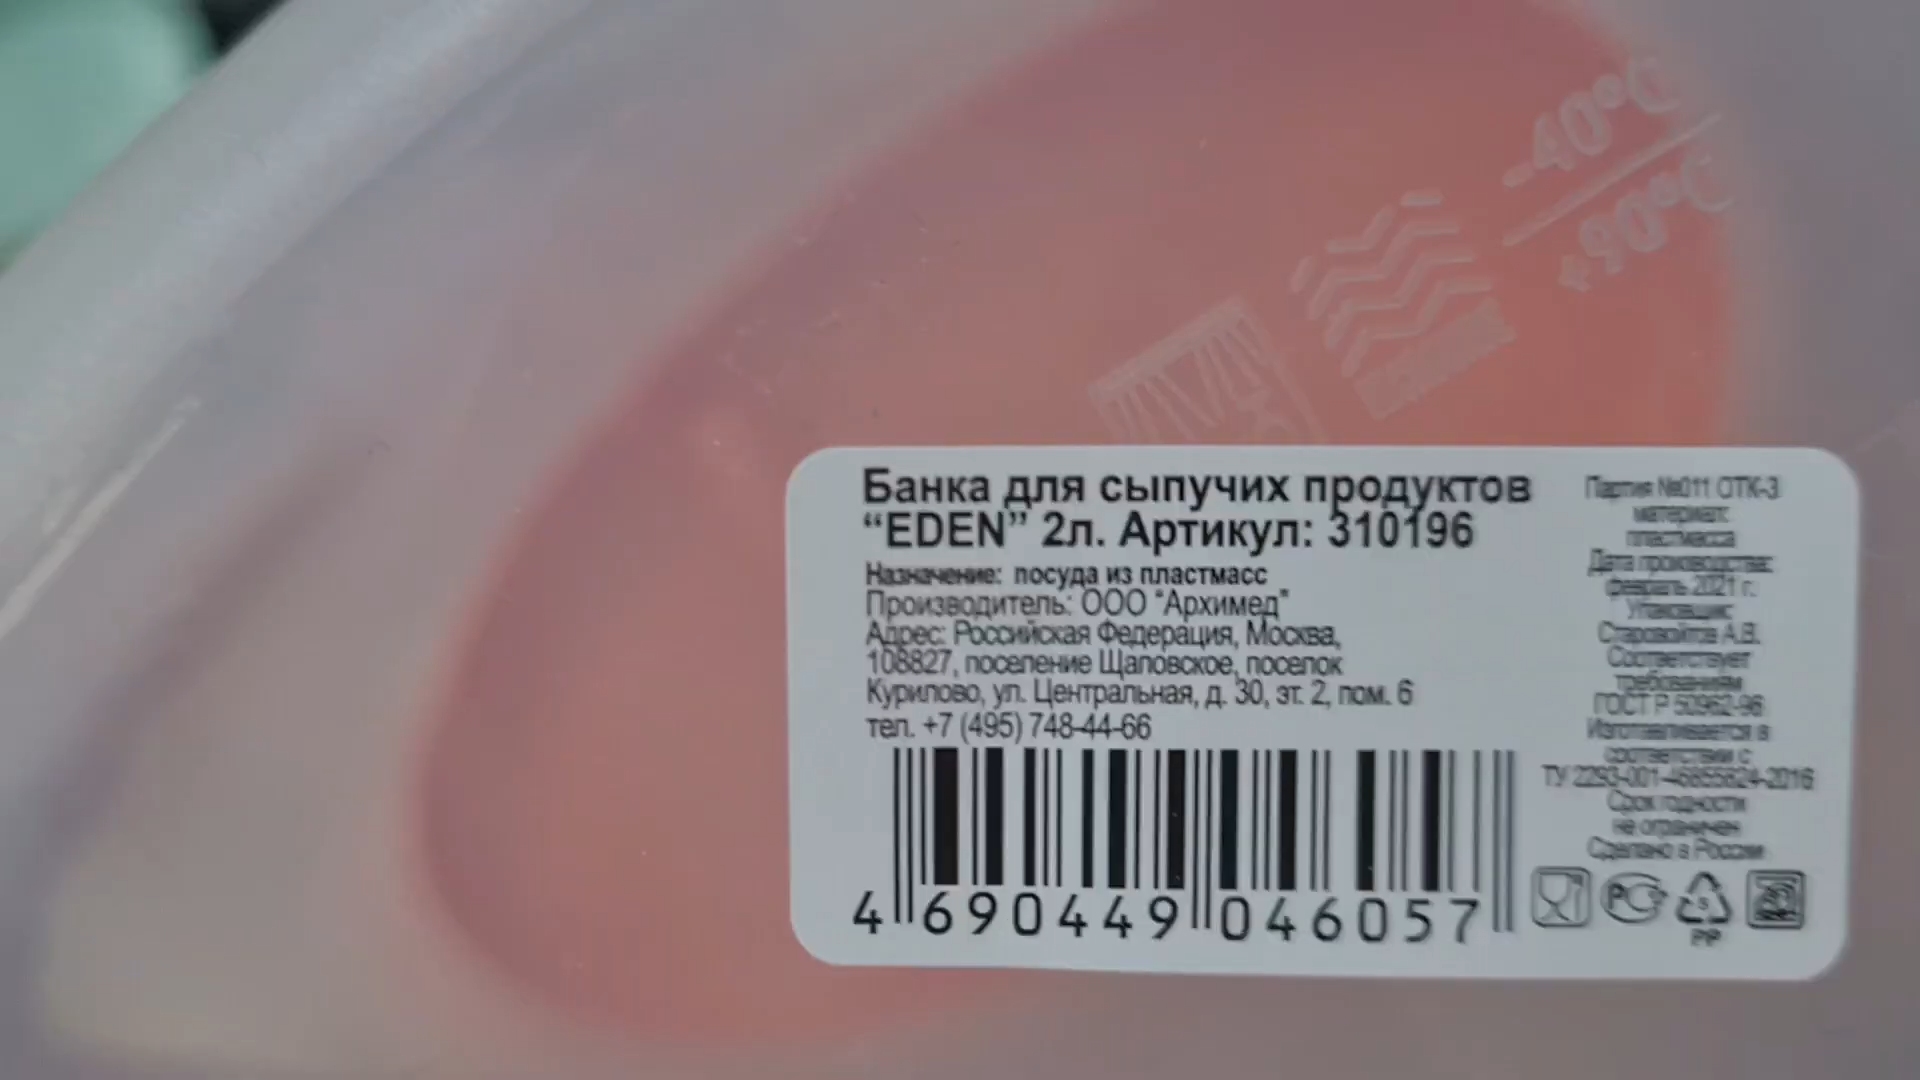 -40°C
+90°C
Банка для сыпучих продуктов
“EDEN” 2л. Артикул: 310196
Назначение: посуда из пластмасс
Производитель: ООО “Архимед”
Адрес: Российская Федерация, Москва,
108827, поселение Щаповское, поселок
Курилово, ул. Центральная, д. 30, эт. 2, пом. 6
тел. +7 (495) 748-44-66
4 690449 046057
Партия №011 ОТК-3
материал:
пластмасса
Дата производства:
февраль 2021 г.
Упаковщик:
Старовойтов А.В.
Соответствует
требованиям
ГОСТ Р 50962-96
Изготавливается в
соответствии с
ТУ 2293-001-46855624-2016
Срок годности
не ограничен
Сделано в России
РСТ
5
PP